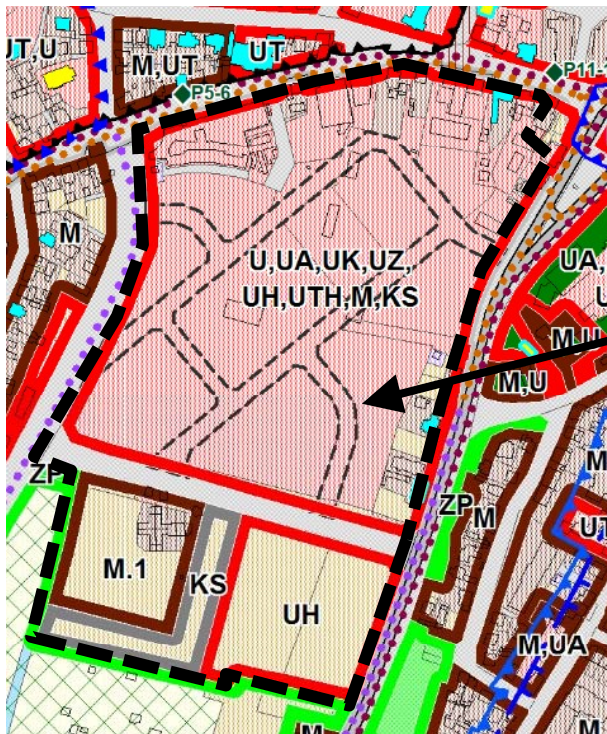 UT,U
M,UT
UT
P11-1
P5-6
M
U,UA,UK,UZ,
UH,UTH,M,KS
UA,
U
M,U
M,U
ZP
ZP
M
M
UT
M.1
KS
UH
M,UA
M
M